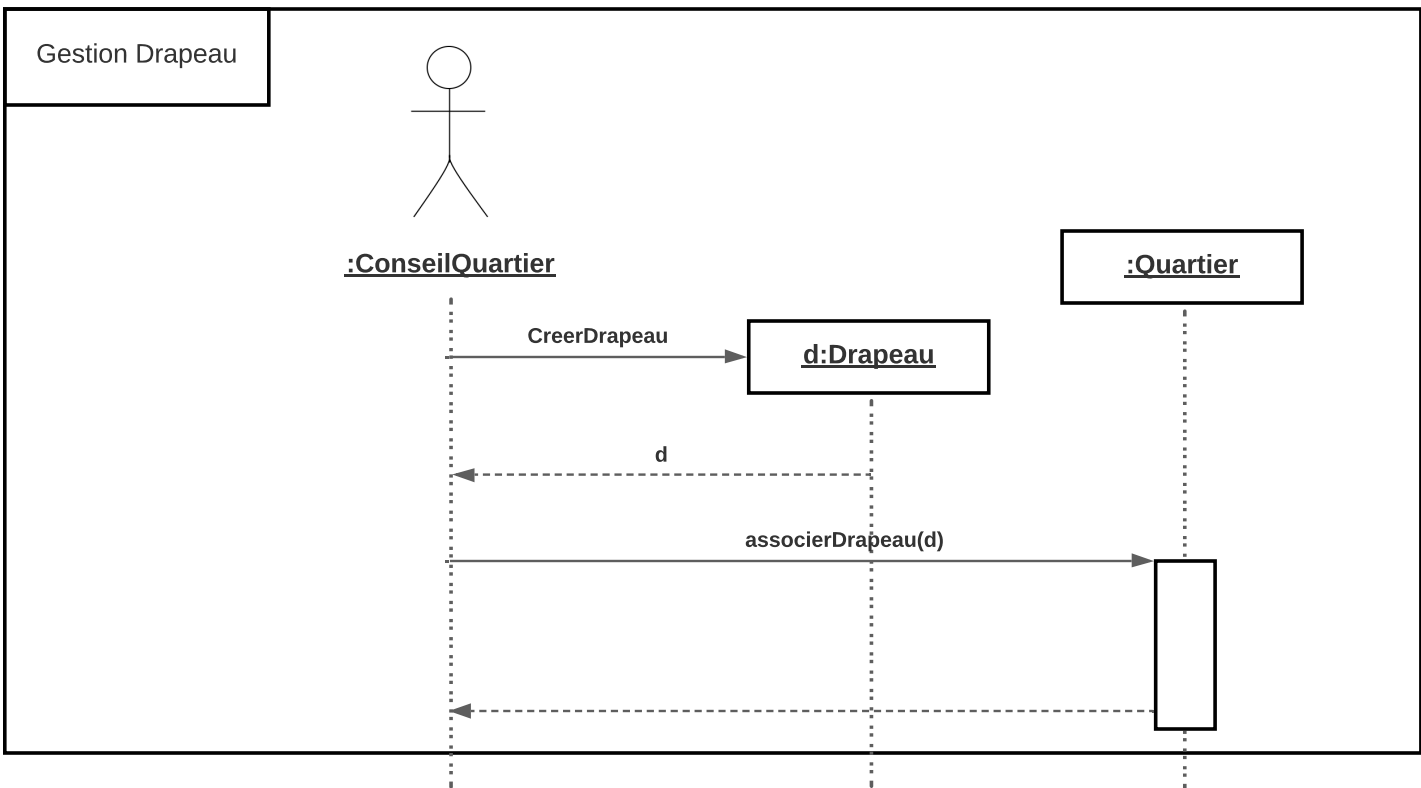 Gestion Drapeau
:ConseilQuartier
:Quartier
CreerDrapeau
d:Drapeau
d
associerDrapeau(d)